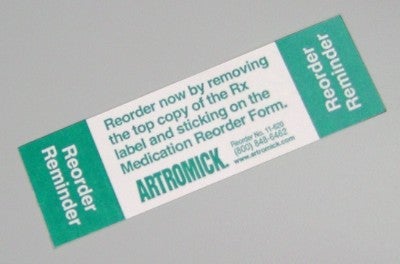 Reorder
Reminder
Reorder now by removing
the top copy of the Rx
label and sticking on the
Medication Reorder Form.
ARTROMICK.
Reorder No. 11-620
(800) 848-6462
www.artromick.com
Reorder
Reminder